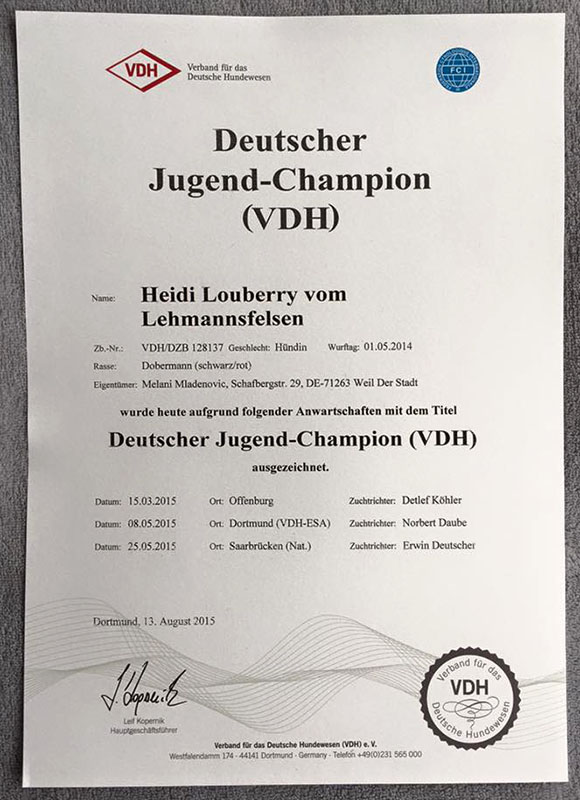 VDH
Verband für das
Deutsche Hundewesen
FCI
Deutscher
Jugend-Champion
(VDH)
Name: Heidi Louberry vom
Lehmannsfelsen
Zb.-Nr.: VDH/DZB 128137 Geschlecht: Hündin Wurftag: 01.05.2014
Rasse: Dobermann (schwarz/rot)
Eigentümer: Melani Mladenovic, Schafbergstr. 29, DE-71263 Weil Der Stadt
wurde heute aufgrund folgender Anwartschaften mit dem Titel
Deutscher Jugend-Champion (VDH)
ausgezeichnet.
Datum: 15.03.2015 Ort: Offenburg Zuchtrichter: Detlef Köhler
Datum: 08.05.2015 Ort: Dortmund (VDH-ESA) Zuchtrichter: Norbert Daube
Datum: 25.05.2015 Ort: Saarbrücken (Nat.) Zuchtrichter: Erwin Deutscher
Dortmund, 13. August 2015
Leif Kopernik
Hauptgeschäftsführer
Verband für das
VDH
Deutsche Hundewesen
Verband für das Deutsche Hundewesen (VDH) e. V.
Westfalendamm 174 - 44141 Dortmund - Germany - Telefon +49(0)231 565 000